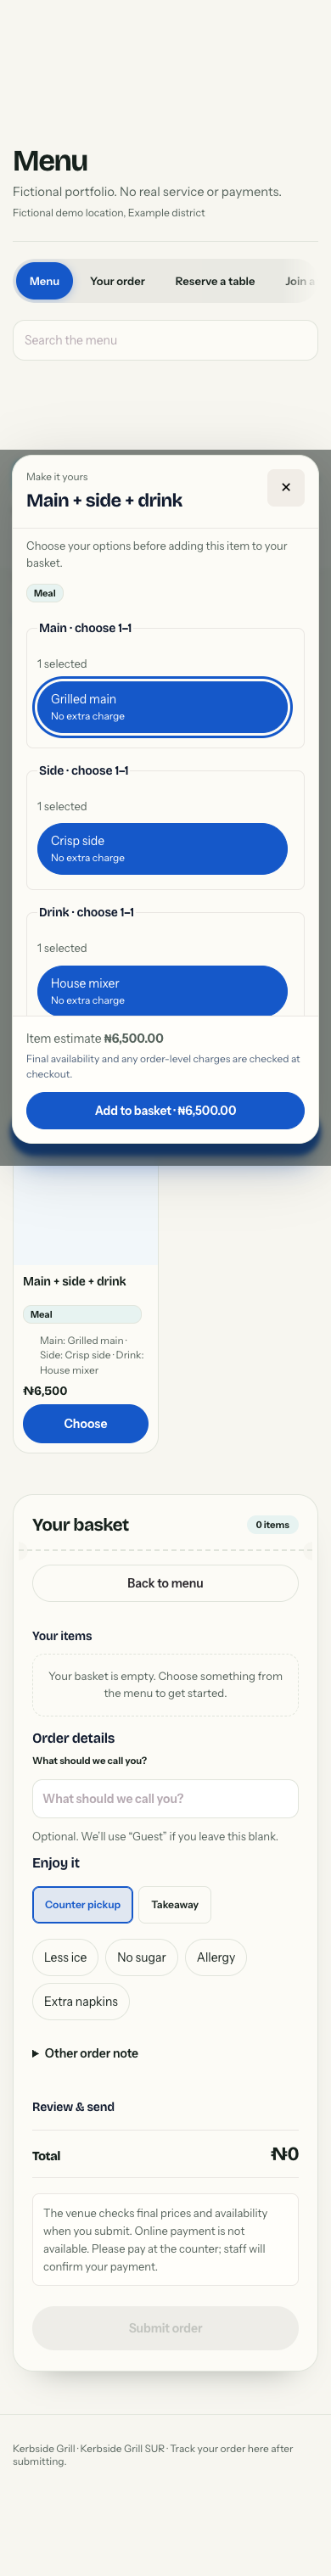 Menu
Fictional portfolio. No real service or payments.
Fictional demo location, Example district
Menu
Your order
Reserve a table
Join a
Search the menu
Make it yours
Main + side + drink
×
Choose your options before adding this item to your
basket.
Meal
Main · choose 1–1
1 selected
Grilled main
No extra charge
Side · choose 1–1
1 selected
Crisp side
No extra charge
Drink · choose 1–1
1 selected
House mixer
No extra charge
Item estimate ₦6,500.00
Final availability and any order-level charges are checked at
checkout.
Add to basket · ₦6,500.00
Main + side + drink
Meal
Main: Grilled main ·
Side: Crisp side · Drink:
House mixer
₦6,500
Choose
Your basket
0 items
Back to menu
Your items
Your basket is empty. Choose something from
the menu to get started.
Order details
What should we call you?
What should we call you?
Optional. We'll use “Guest” if you leave this blank.
Enjoy it
Counter pickup
Takeaway
Less ice
No sugar
Allergy
Extra napkins
Other order note
Review & send
Total
₦0
The venue checks final prices and availability
when you submit. Online payment is not
available. Please pay at the counter; staff will
confirm your payment.
Submit order
Kerbside Grill · Kerbside Grill SUR · Track your order here after
submitting.